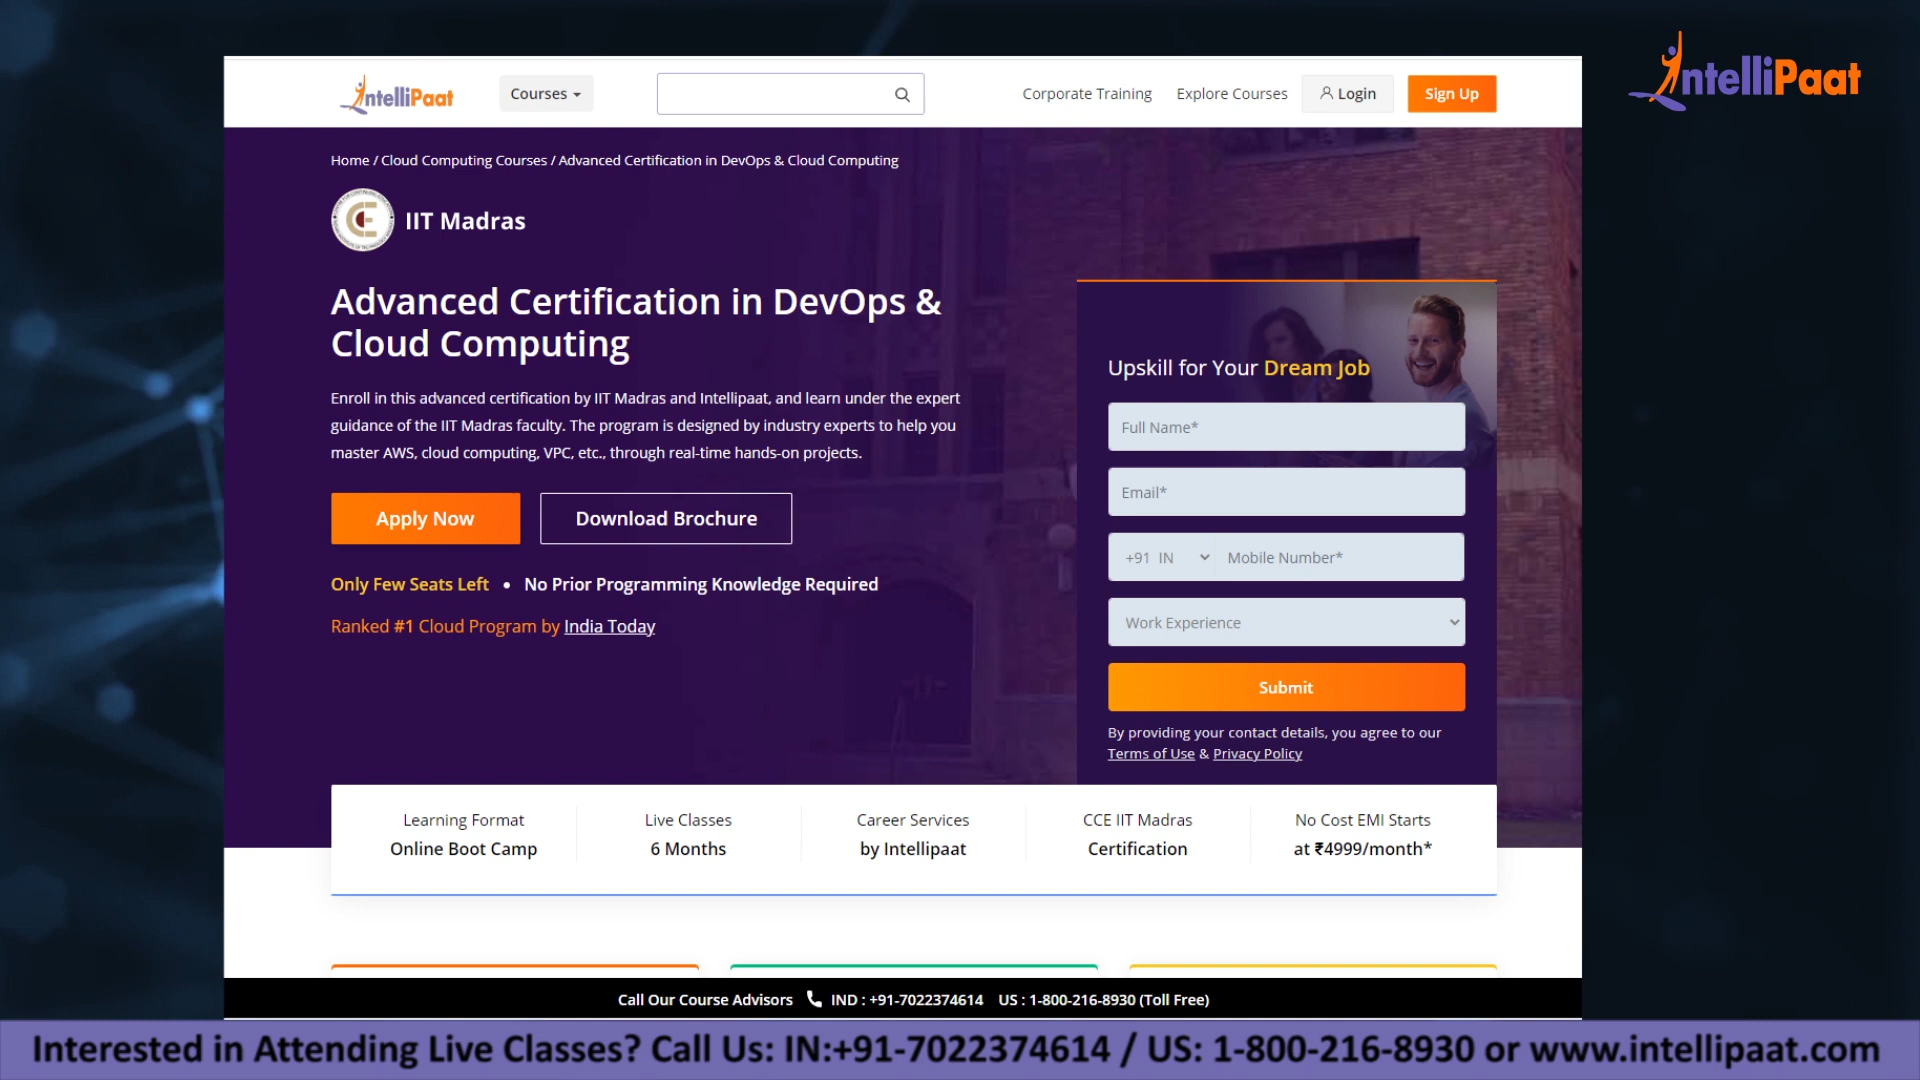 IntelliPaat
IntelliPaat
Courses
Corporate Training
Explore Courses
Login
Sign Up
Home / Cloud Computing Courses / Advanced Certification in DevOps & Cloud Computing
IIT Madras
Advanced Certification in DevOps &
Cloud Computing
Enroll in this advanced certification by IIT Madras and Intellipaat, and learn under the expert
guidance of the IIT Madras faculty. The program is designed by industry experts to help you
master AWS, cloud computing, VPC, etc., through real-time hands-on projects.
Apply Now
Download Brochure
Only Few Seats Left • No Prior Programming Knowledge Required
Ranked #1 Cloud Program by India Today
Upskill for Your Dream Job
Full Name*
Email*
+91 IN
Mobile Number*
Work Experience
Submit
By providing your contact details, you agree to our
Terms of Use & Privacy Policy
Learning Format
Online Boot Camp
Live Classes
6 Months
Career Services
by Intellipaat
CCE IIT Madras
Certification
No Cost EMI Starts
at ₹4999/month*
Call Our Course Advisors IND : +91-7022374614 US : 1-800-216-8930 (Toll Free)
Interested in Attending Live Classes? Call Us: IN:+91-7022374614 / US: 1-800-216-8930 or www.intellipaat.com